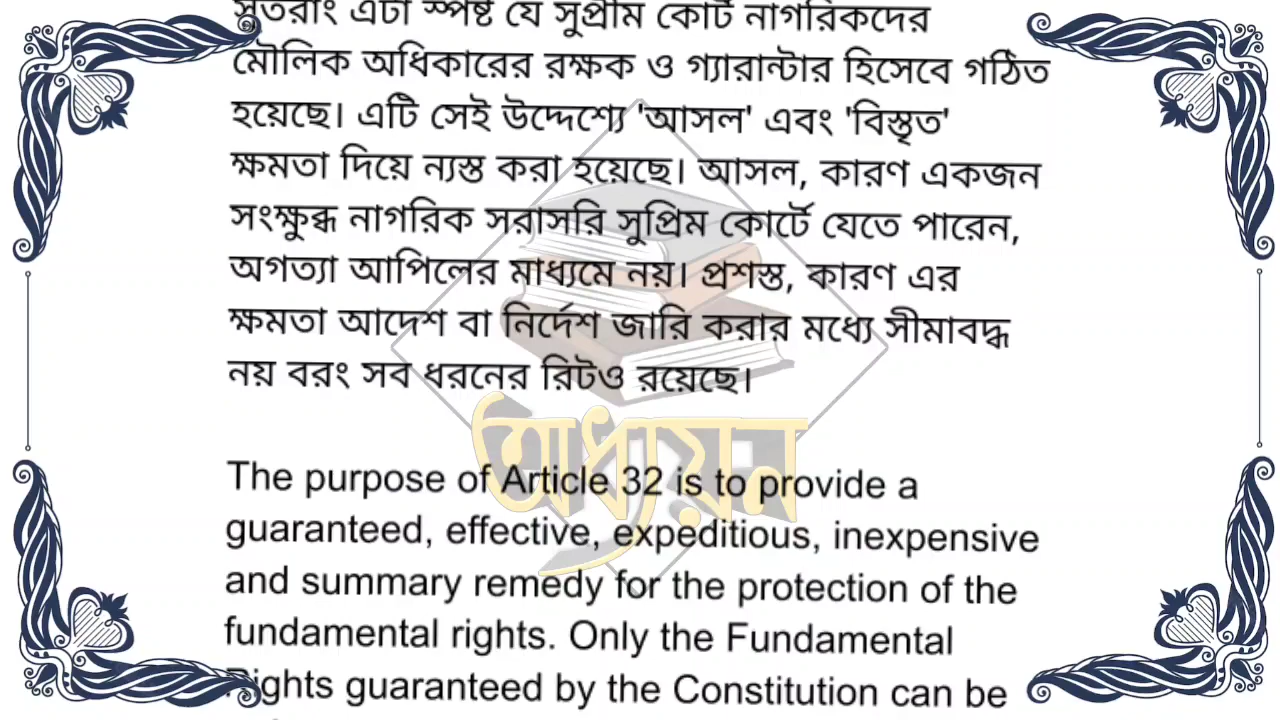 সুতরাং এটা স্পষ্ট যে সুপ্রীম কোর্ট নাগরিকদের
মৌলিক অধিকারের রক্ষক ও গ্যারান্টার হিসেবে গঠিত
হয়েছে। এটি সেই উদ্দেশ্যে 'আসল' এবং 'বিস্তৃত'
ক্ষমতা দিয়ে ন্যস্ত করা হয়েছে। আসল, কারণ একজন
সংক্ষুব্ধ নাগরিক সরাসরি সুপ্রিম কোর্টে যেতে পারেন,
অগত্যা আপিলের মাধ্যমে নয়। প্রশস্ত, কারণ এর
ক্ষমতা আদেশ বা নির্দেশ জারি করার মধ্যে সীমাবদ্ধ
নয় বরং সব ধরনের রিটও রয়েছে।
অধ্যয়ন
The purpose of Article 32 is to provide a
guaranteed, effective, expeditious, inexpensive
and summary remedy for the protection of the
fundamental rights. Only the Fundamental
Rights guaranteed by the Constitution can be